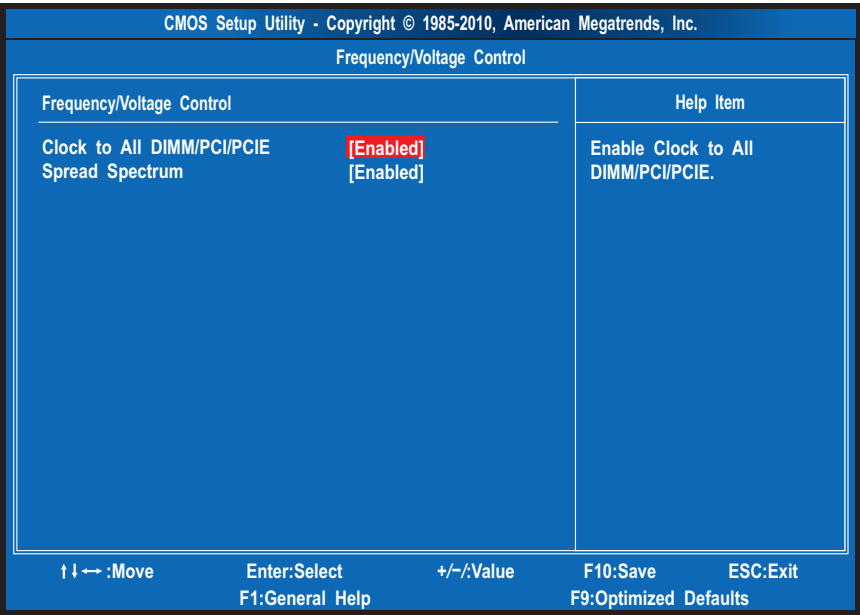 CMOS Setup Utility - Copyright © 1985-2010, American Megatrends, Inc.
Frequency/Voltage Control
Frequency/Voltage Control
Help Item
Clock to All DIMM/PCI/PCIE [Enabled]
Spread Spectrum [Enabled]
Enable Clock to All
DIMM/PCI/PCIE.
↑↓↔ :Move Enter:Select +/−/:Value F10:Save ESC:Exit
F1:General Help F9:Optimized Defaults